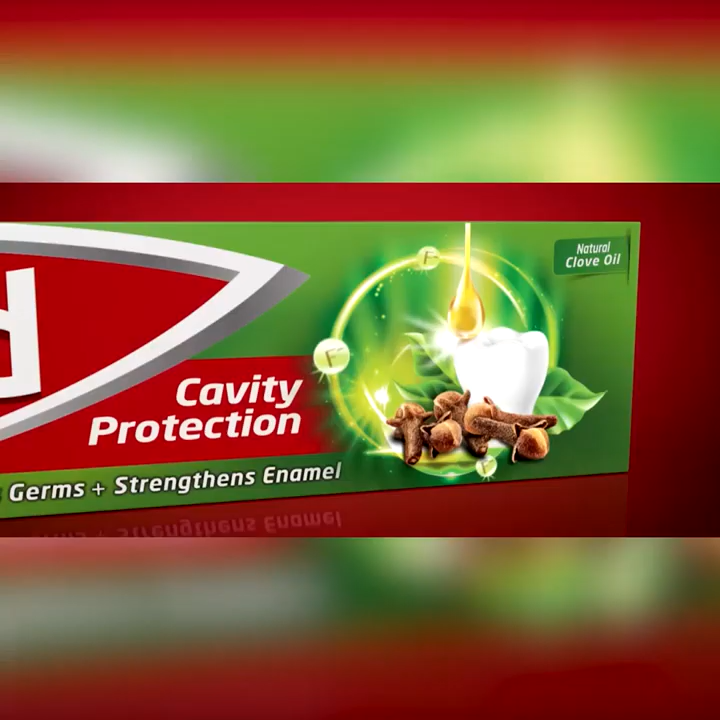 Natural
Clove Oil
d
Cavity
Protection
Germs + Strengthens Enamel